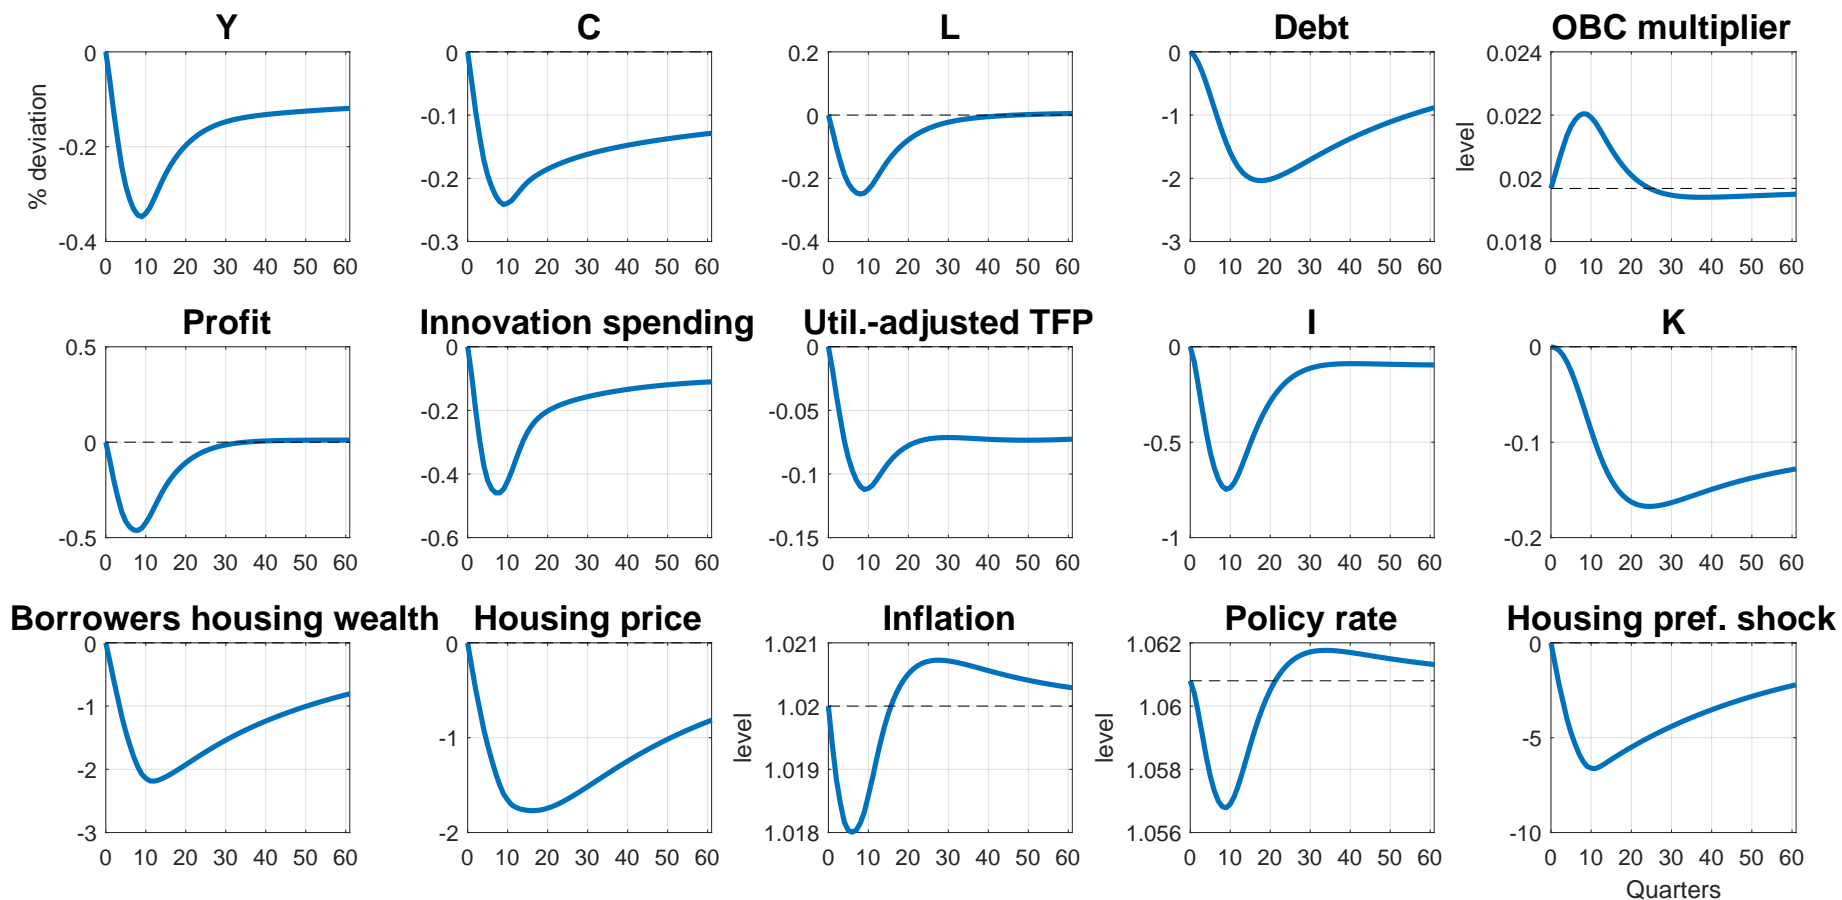 Y
C
L
Debt
OBC multiplier
% deviation
0
-0.2
-0.4
0 10 20 30 40 50 60
0
-0.1
-0.2
-0.3
0 10 20 30 40 50 60
0.2
0
-0.2
-0.4
0 10 20 30 40 50 60
0
-1
-2
-3
0 10 20 30 40 50 60
level
0.024
0.022
0.02
0.018
0 10 20 30 40 50 60
Profit
Innovation spending
Util.-adjusted TFP
I
K
0.5
0
-0.5
0 10 20 30 40 50 60
0
-0.2
-0.4
-0.6
0 10 20 30 40 50 60
0
-0.05
-0.1
-0.15
0 10 20 30 40 50 60
0
-0.5
-1
0 10 20 30 40 50 60
0
-0.1
-0.2
0 10 20 30 40 50 60
Borrowers housing wealth
Housing price
Inflation
Policy rate
Housing pref. shock
0
-1
-2
-3
0 10 20 30 40 50 60
0
-1
-2
0 10 20 30 40 50 60
level
1.021
1.02
1.019
1.018
0 10 20 30 40 50 60
level
1.062
1.06
1.058
1.056
0 10 20 30 40 50 60
0
-5
-10
0 10 20 30 40 50 60
Quarters